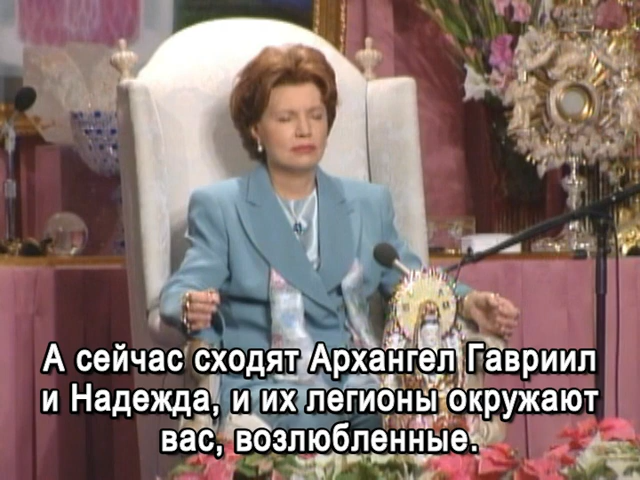 А сейчас сходят Архангел Гавриил
и Надежда, и их легионы окружают
вас, возлюбленные.